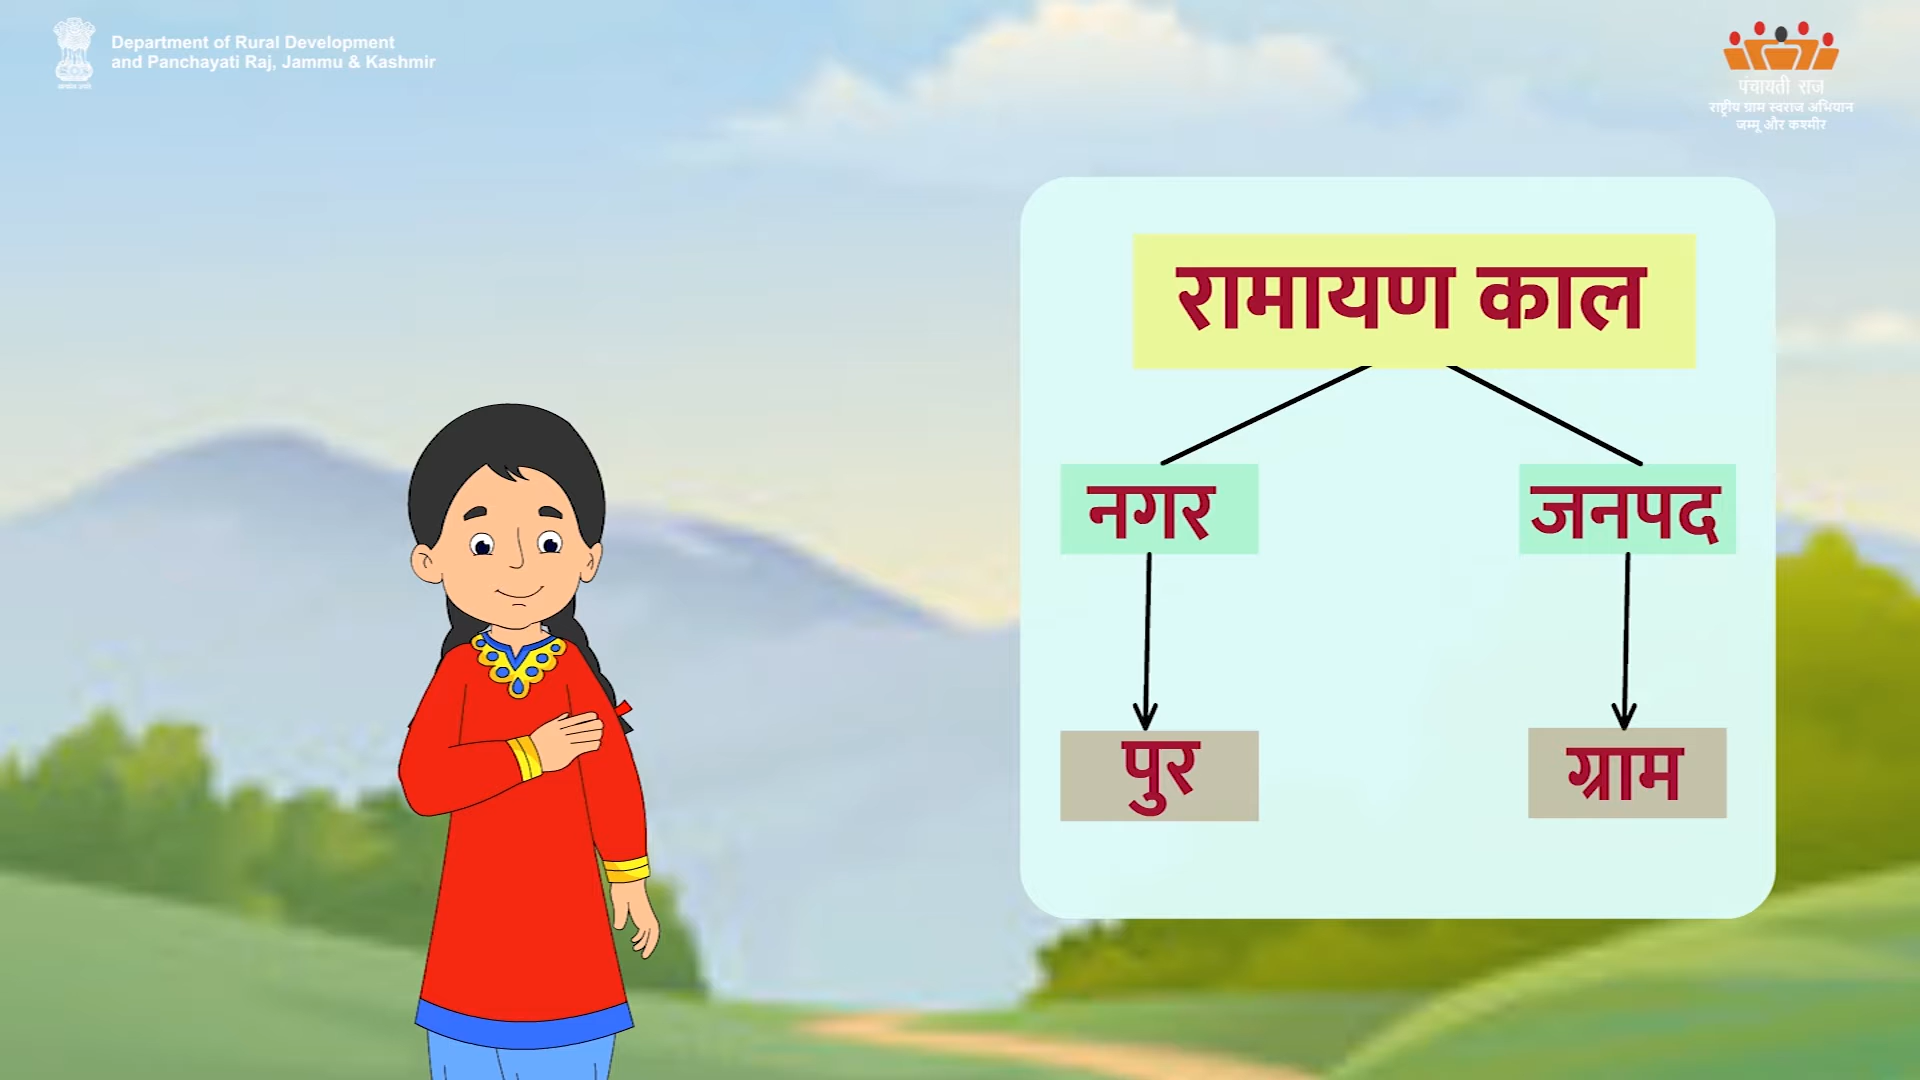 Department of Rural Development
and Panchayati Raj, Jammu & Kashmir
पंचायती राज
राष्ट्रीय ग्राम स्वराज अभियान
जम्मू और कश्मीर
रामायण काल
नगर
जनपद
पुर
ग्राम